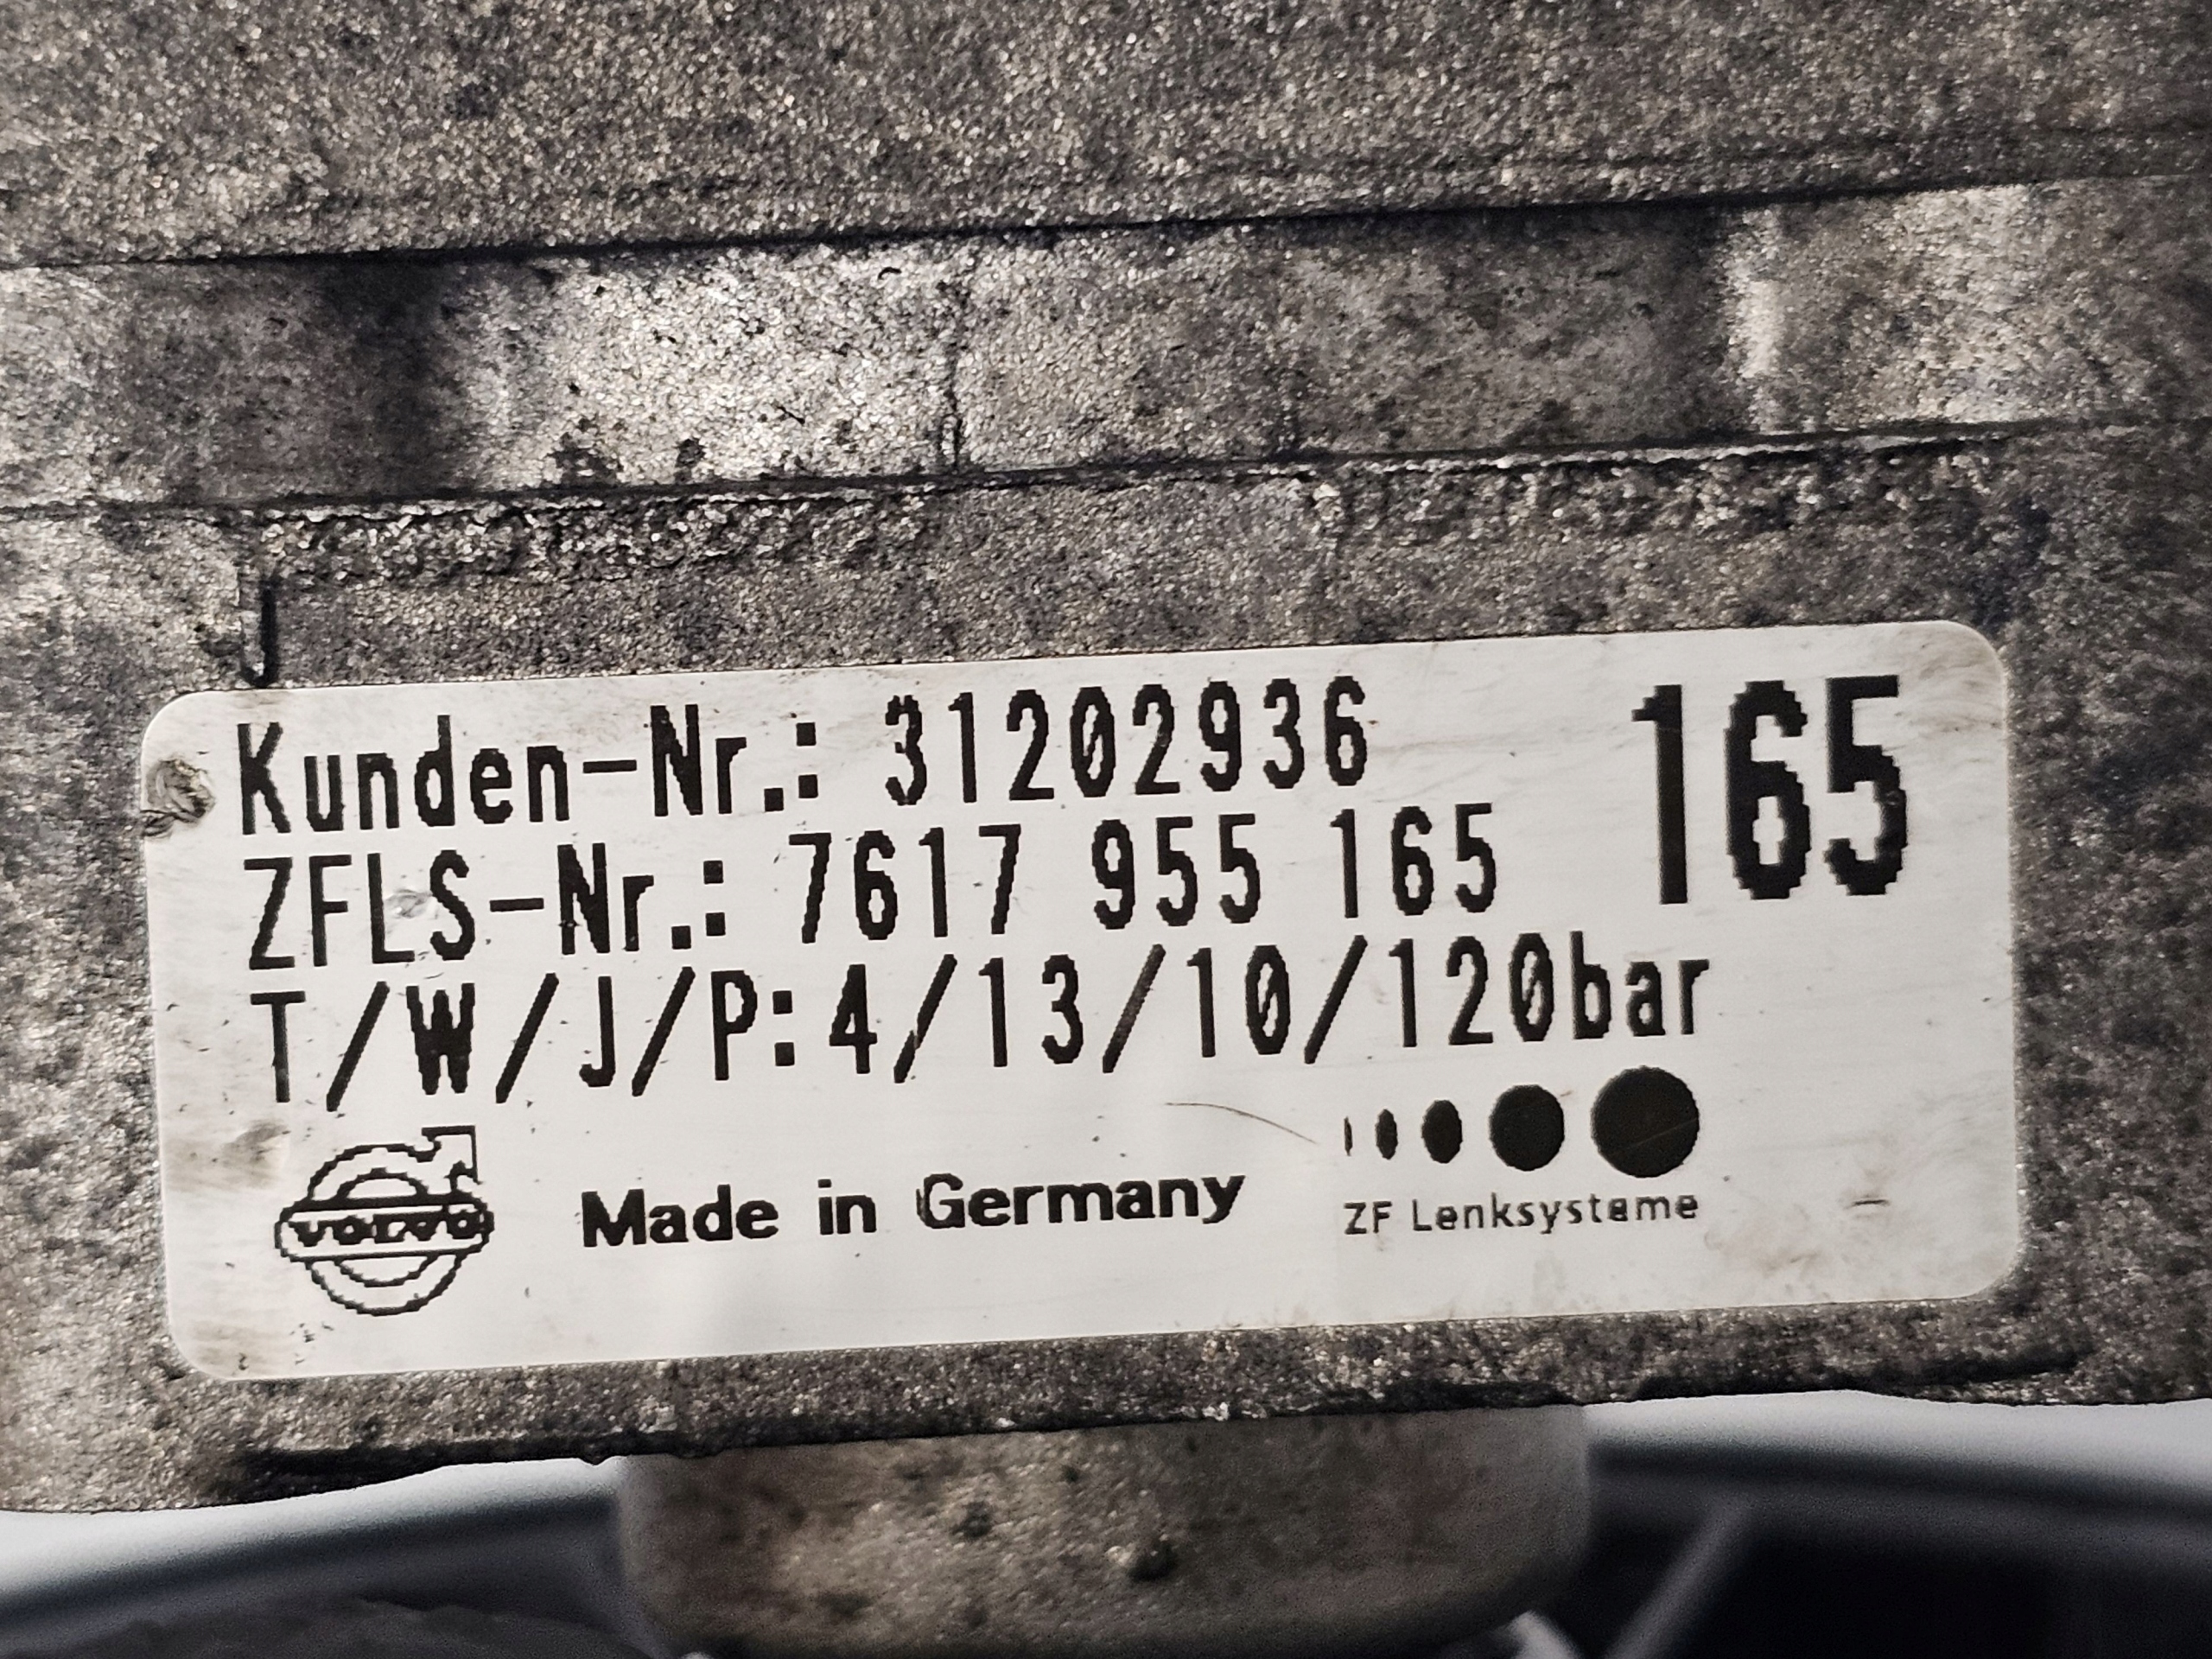 Kunden-Nr.: 31202936 165
ZFLS-Nr.: 7617 955 165
T/W/J/P:4/13/10/120bar
VOLVO
Made in Germany
ZF Lenksysteme